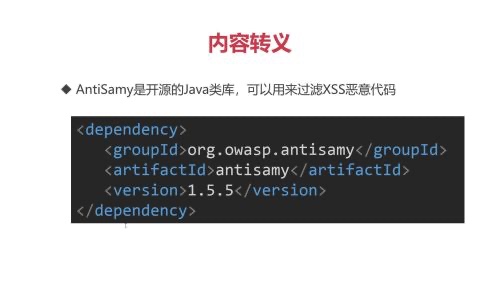 内容转义
◆ AntiSamy是开源的Java类库，可以用来过滤XSS恶意代码
<dependency>
<groupId>org.owasp.antisamy</groupId>
<artifactId>antisamy</artifactId>
<version>1.5.5</version>
</dependency>